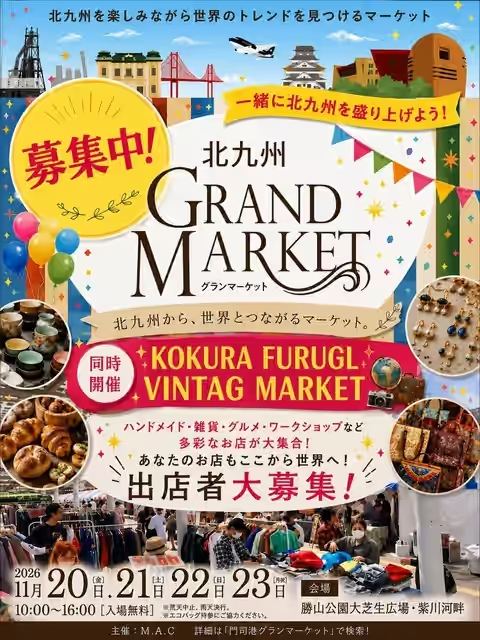 北九州を楽しみながら世界のトレンドを見つけるマーケット
一緒に北九州を盛り上げよう!
募集中!
北九州
GRAND
MARKET
グランマーケット
北九州から、世界とつながるマーケット。
同時
開催
KOKURA FURUGL
VINTAG MARKET
ハンドメイド・雑貨・グルメ・ワークショップなど
多彩なお店が大集合!
あなたのお店もここから世界へ!
出店者大募集!
2026
11月20日(金).21日(土)22日(日)23日(月祝)
10:00~16:00 [入場無料]
※荒天中止、雨天決行。
※エコバッグ持参にご協力ください。
会場
勝山公園大芝生広場・紫川河畔
主催:M.A.C 詳細は「門司港グランマーケット」で検索!